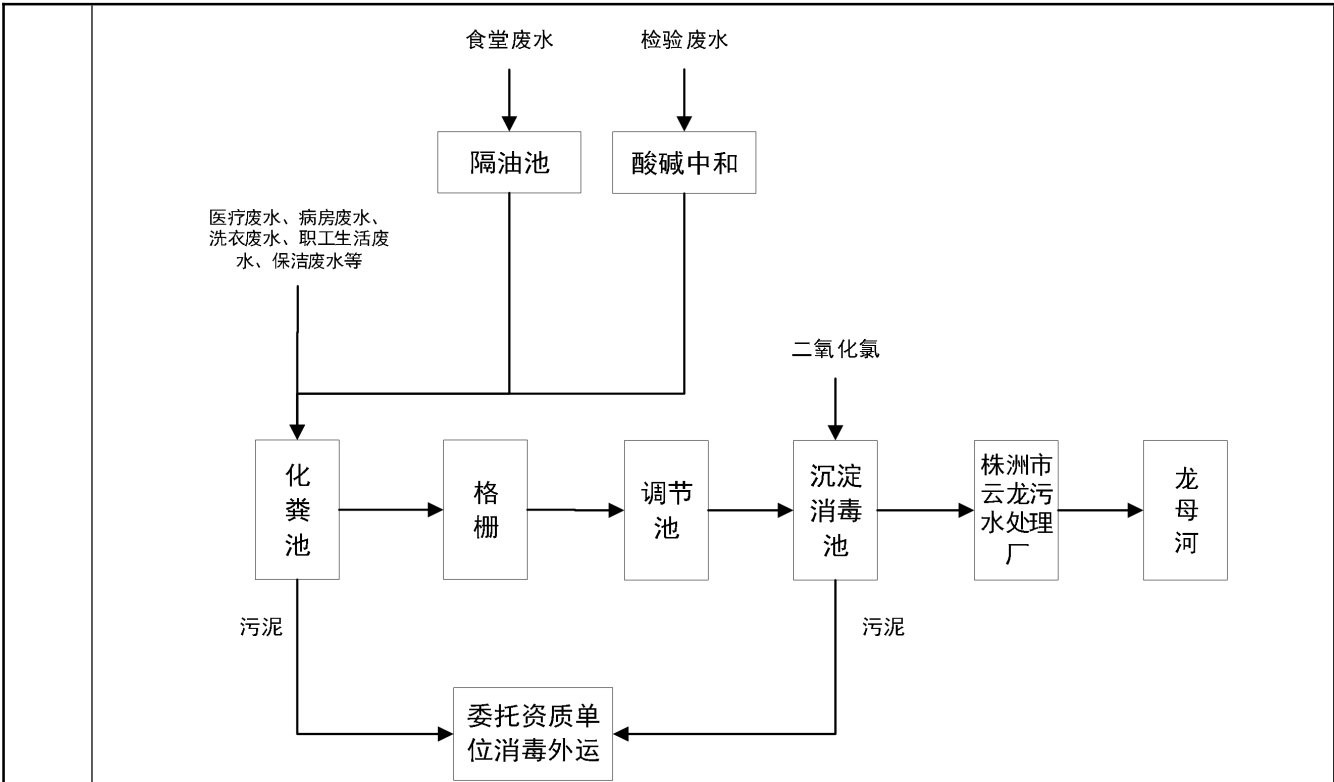 食堂废水
检验废水
隔油池
酸碱中和
医疗废水、病房废水、
洗衣废水、职工生活废
水、保洁废水等
二氧化氯
化
粪
池
格
栅
调节
池
沉淀
消毒
池
株洲市
云龙污
水处理
厂
龙
母
河
污泥
污泥
委托资质单
位消毒外运